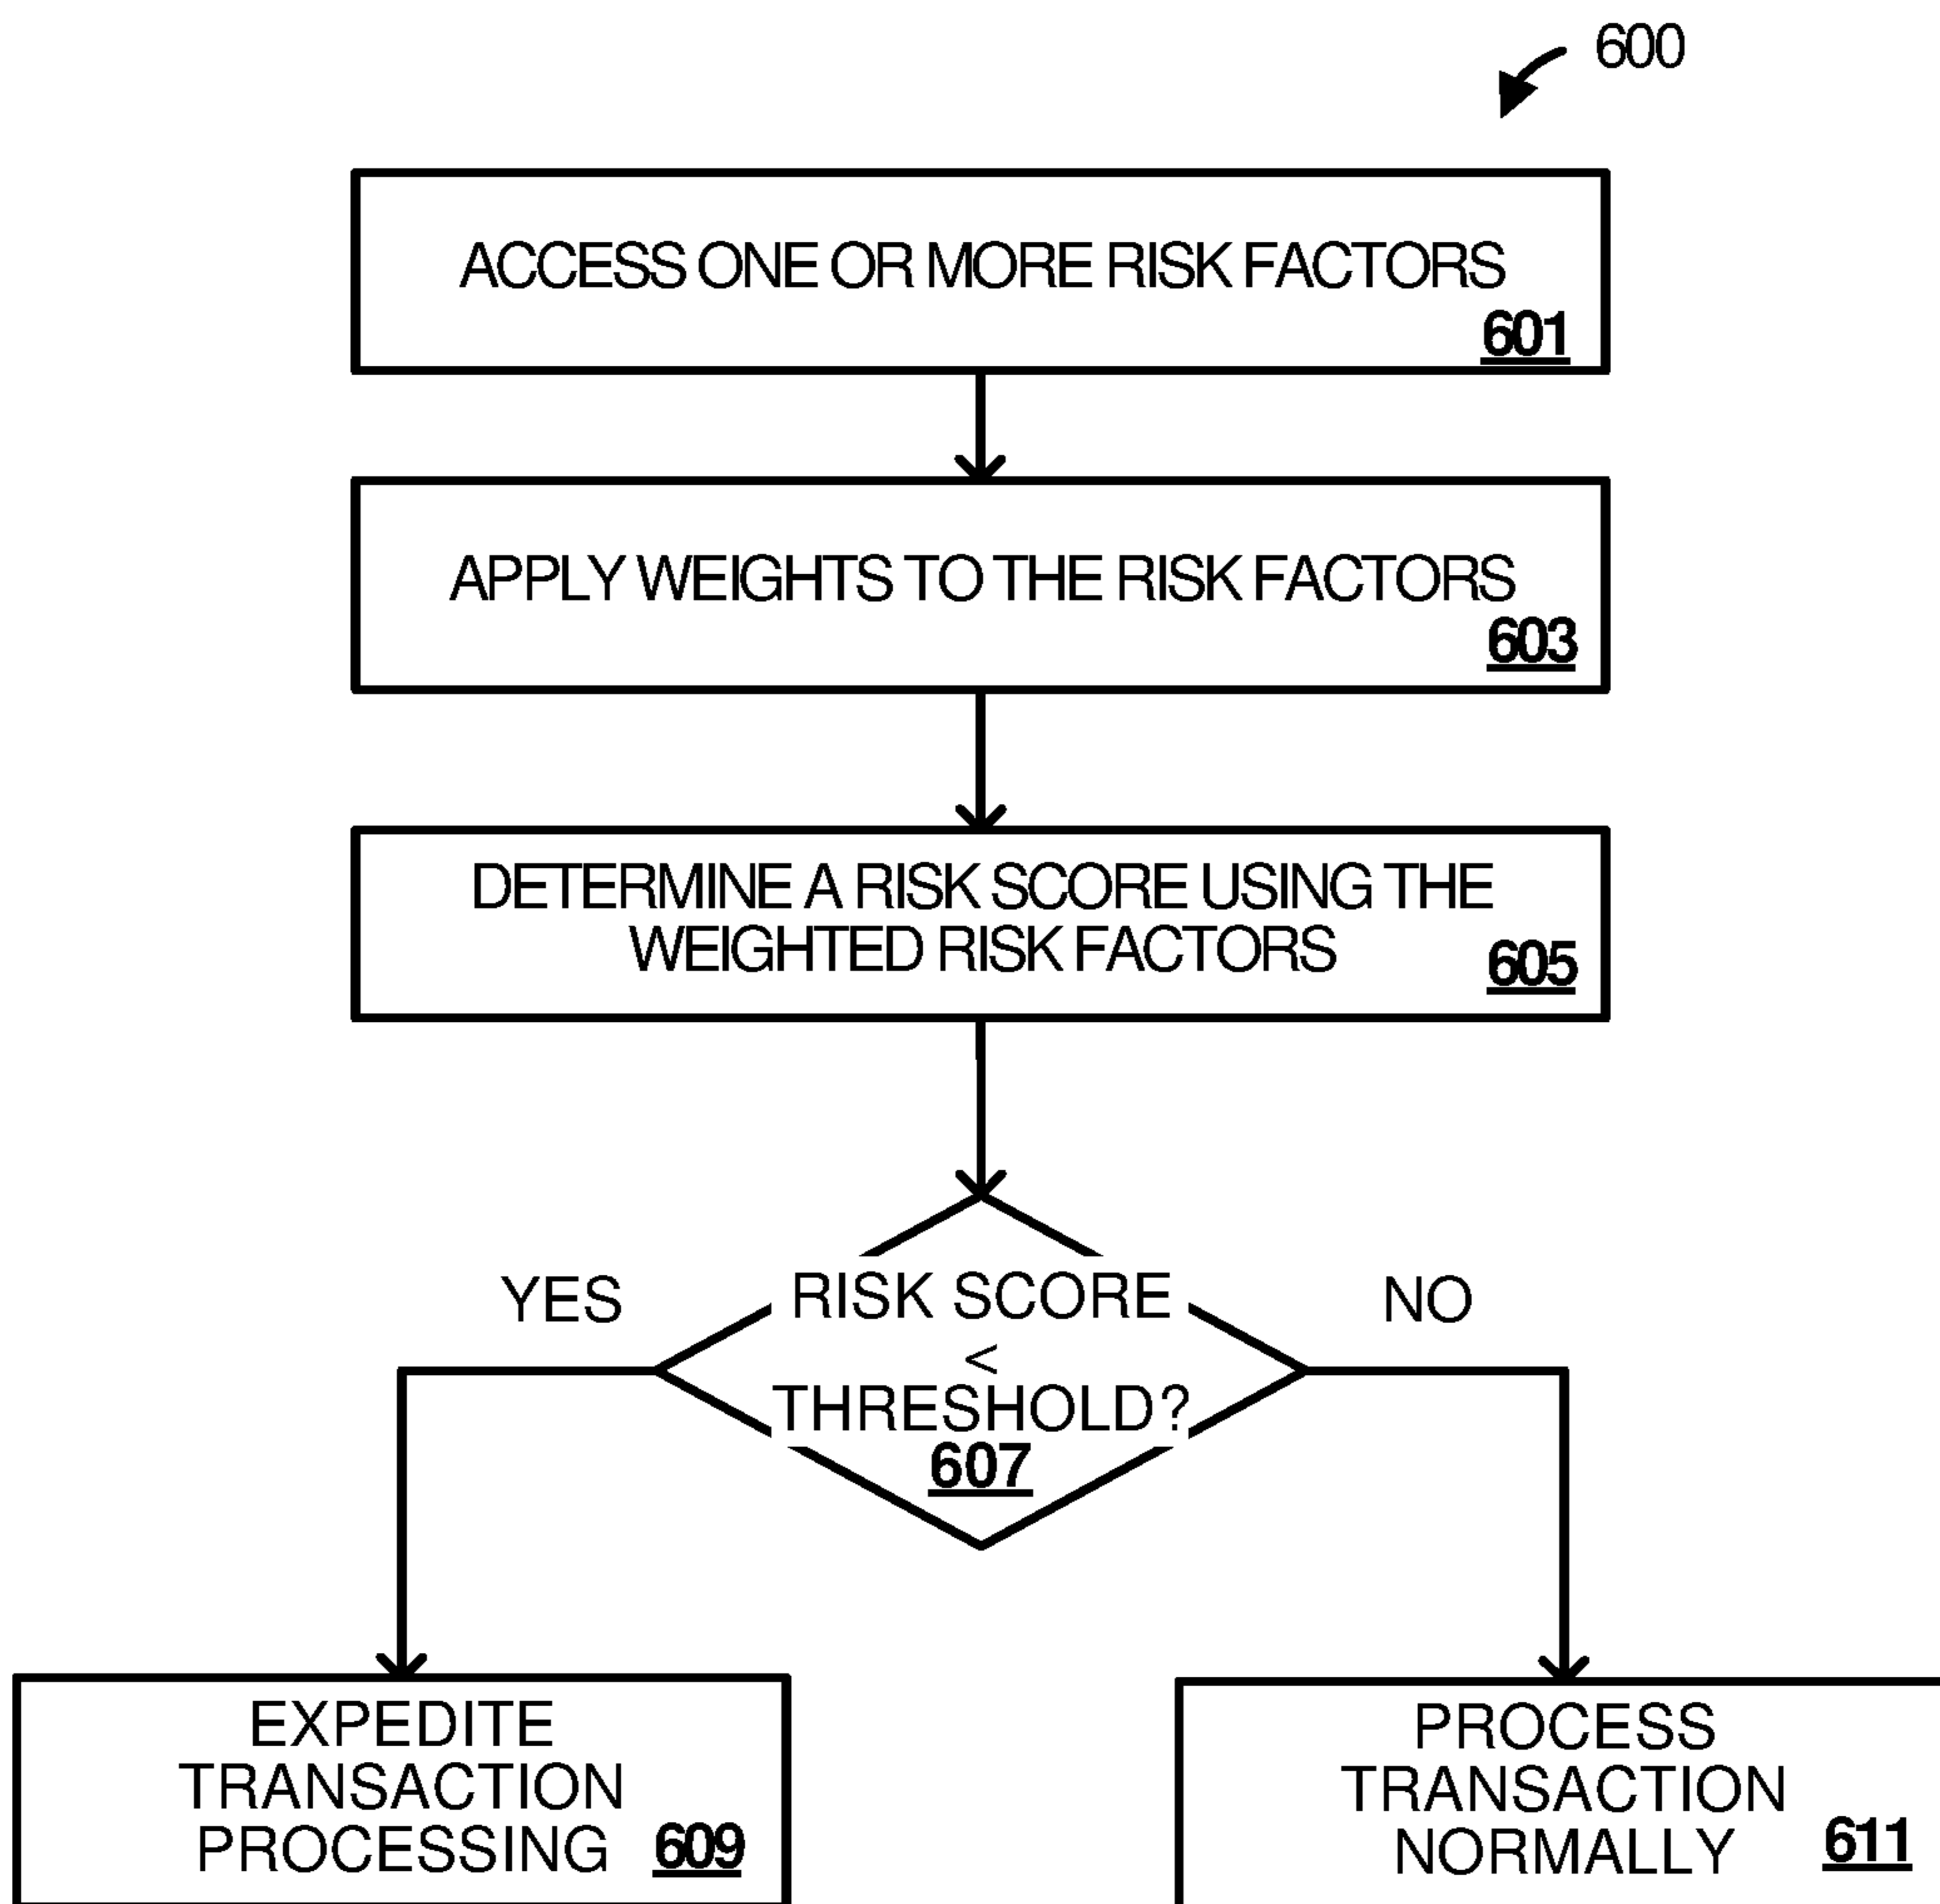 600
ACCESS ONE OR MORE RISK FACTORS
601
APPLY WEIGHTS TO THE RISK FACTORS
603
DETERMINE A RISK SCORE USING THE
WEIGHTED RISK FACTORS
605
YES
RISK SCORE
<
THRESHOLD?
607
NO
EXPEDITE
TRANSACTION
PROCESSING
609
PROCESS
TRANSACTION
NORMALLY
611